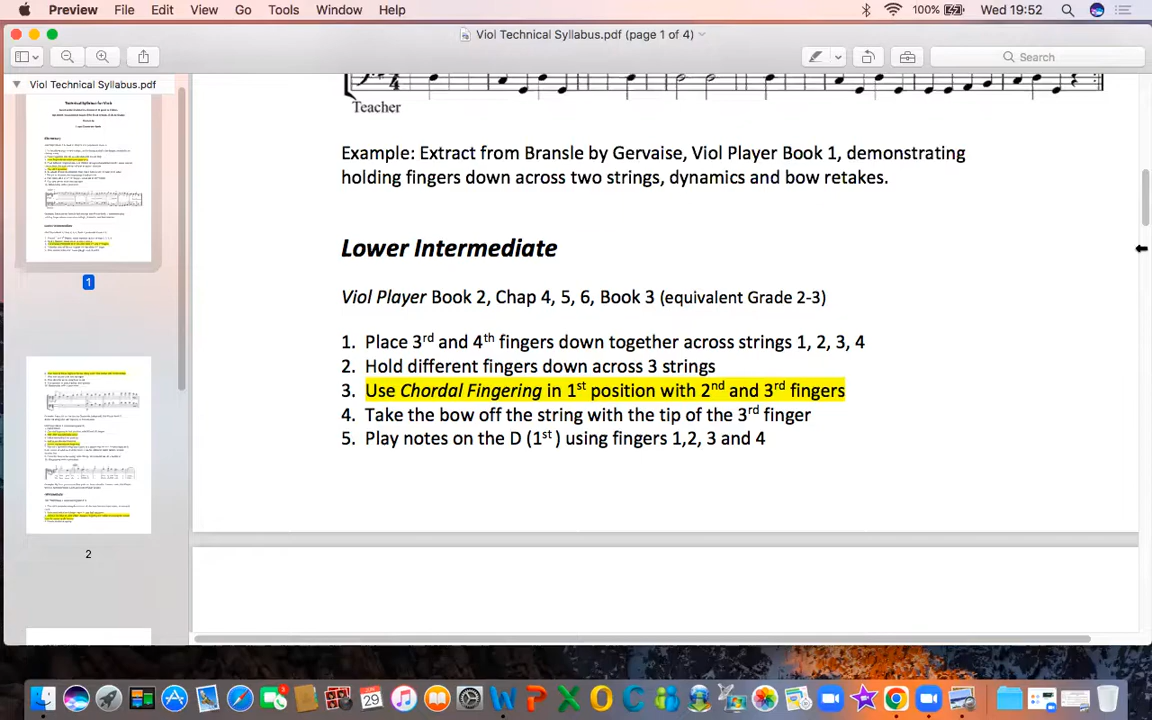 Preview File Edit View Go Tools Window Help 100% Wed 19:52
Viol Technical Syllabus.pdf (page 1 of 4)
Search
Viol Technical Syllabus.pdf
1
2
4
Teacher
Example: Extract from Bransle by Gervaise, Viol Player Book 1, demonstrating
holding fingers down across two strings, dynamics and bow retakes.
Lower Intermediate
Viol Player Book 2, Chap 4, 5, 6, Book 3 (equivalent Grade 2-3)
1. Place 3rd and 4th fingers down together across strings 1, 2, 3, 4
2. Hold different fingers down across 3 strings
3. Use Chordal Fingering in 1st position with 2nd and 3rd fingers
4. Take the bow off the string with the tip of the 3rd finger
5. Play notes on the D (1st ) using fingers 1,2, 3 and 4